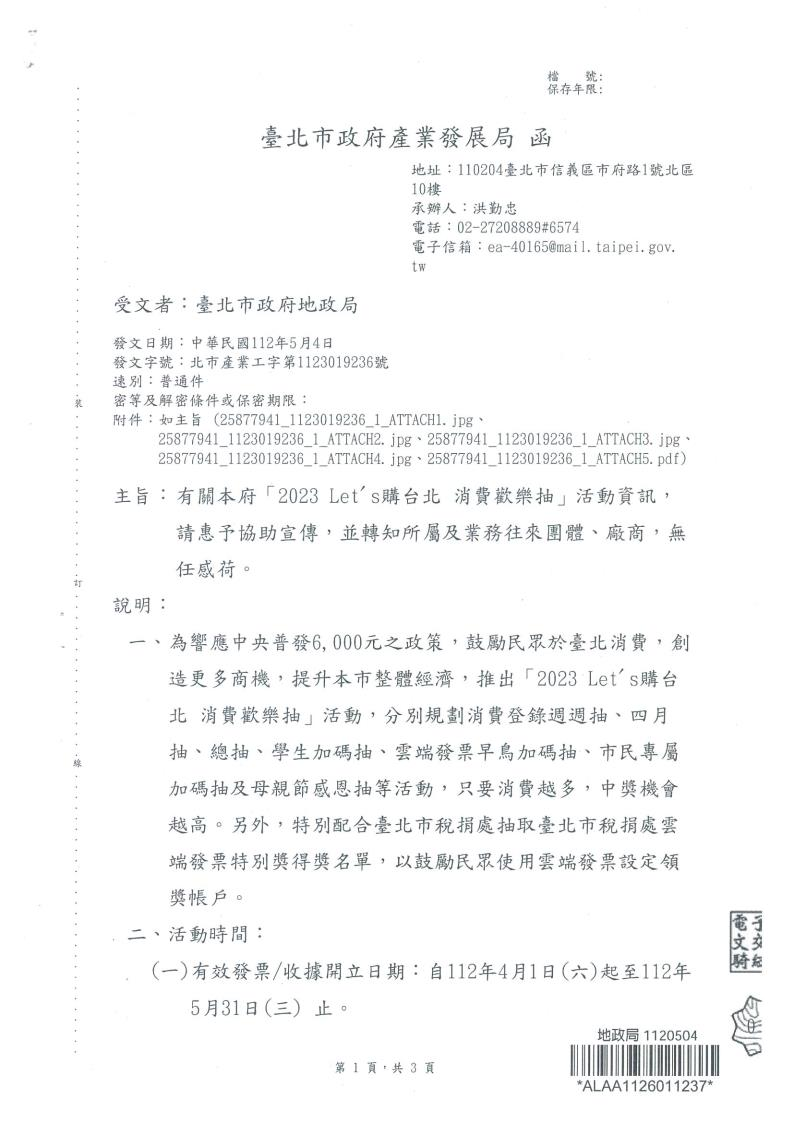 檔　　號:
保存年限:
臺北市政府產業發展局 函
地址：110204臺北市信義區市府路1號北區
10樓
承辦人：洪勤忠
電話：02-27208889#6574
電子信箱：ea-40165@mail.taipei.gov.
tw
受文者：臺北市政府地政局
發文日期：中華民國112年5月4日
發文字號：北市產業工字第1123019236號
速別：普通件
密等及解密條件或保密期限：
附件：如主旨 (25877941_1123019236_1_ATTACH1.jpg、
25877941_1123019236_1_ATTACH2.jpg、25877941_1123019236_1_ATTACH3.jpg、
25877941_1123019236_1_ATTACH4.jpg、25877941_1123019236_1_ATTACH5.pdf)
主旨：有關本府「2023 Let's購台北 消費歡樂抽」活動資訊，
請惠予協助宣傳，並轉知所屬及業務往來團體、廠商，無
任感荷。
說明：
一、為響應中央普發6,000元之政策，鼓勵民眾於臺北消費，創
造更多商機，提升本市整體經濟，推出「2023 Let's購台
北 消費歡樂抽」活動，分別規劃消費登錄週週抽、四月
抽、總抽、學生加碼抽、雲端發票早鳥加碼抽、市民專屬
加碼抽及母親節感恩抽等活動，只要消費越多，中獎機會
越高。另外，特別配合臺北市稅捐處抽取臺北市稅捐處雲
端發票特別獎得獎名單，以鼓勵民眾使用雲端發票設定領
獎帳戶。
二、活動時間：
(一)有效發票/收據開立日期：自112年4月1日(六)起至112年
5月31日(三) 止。
裝
訂
線
電子
文交
騎縫
地政局 1120504
*ALAA1126011237*
第 1 頁，共 3 頁